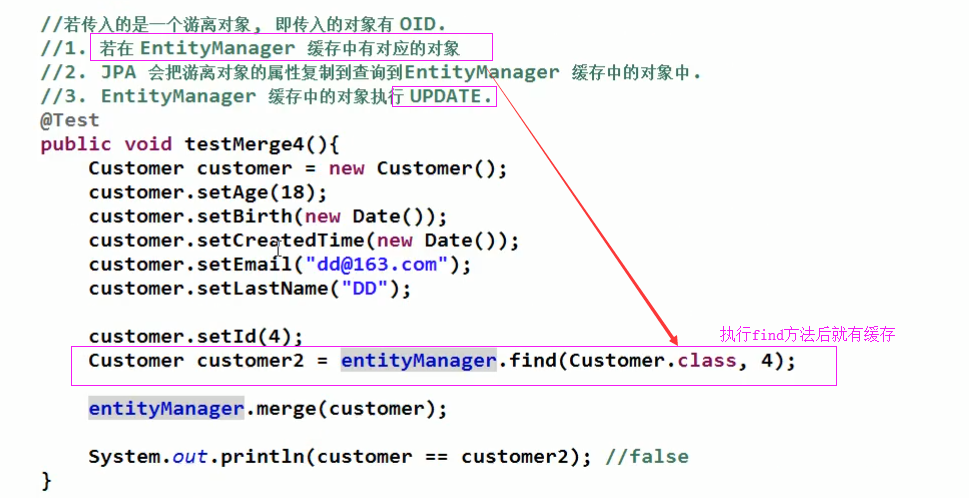 //若传入的是一个游离对象, 即传入的对象有 OID.
//1. 若在 EntityManager 缓存中有对应的对象
//2. JPA 会把游离对象的属性复制到查询到EntityManager 缓存中的对象中.
//3. EntityManager 缓存中的对象执行 UPDATE.
@Test
public void testMerge4(){
Customer customer = new Customer();
customer.setAge(18);
customer.setBirth(new Date());
customer.setCreatedTime(new Date());
customer.setEmail("dd@163.com");
customer.setLastName("DD");
customer.setId(4);
执行find方法后就有缓存
Customer customer2 = entityManager.find(Customer.class, 4);
entityManager.merge(customer);
System.out.println(customer == customer2); //false
}